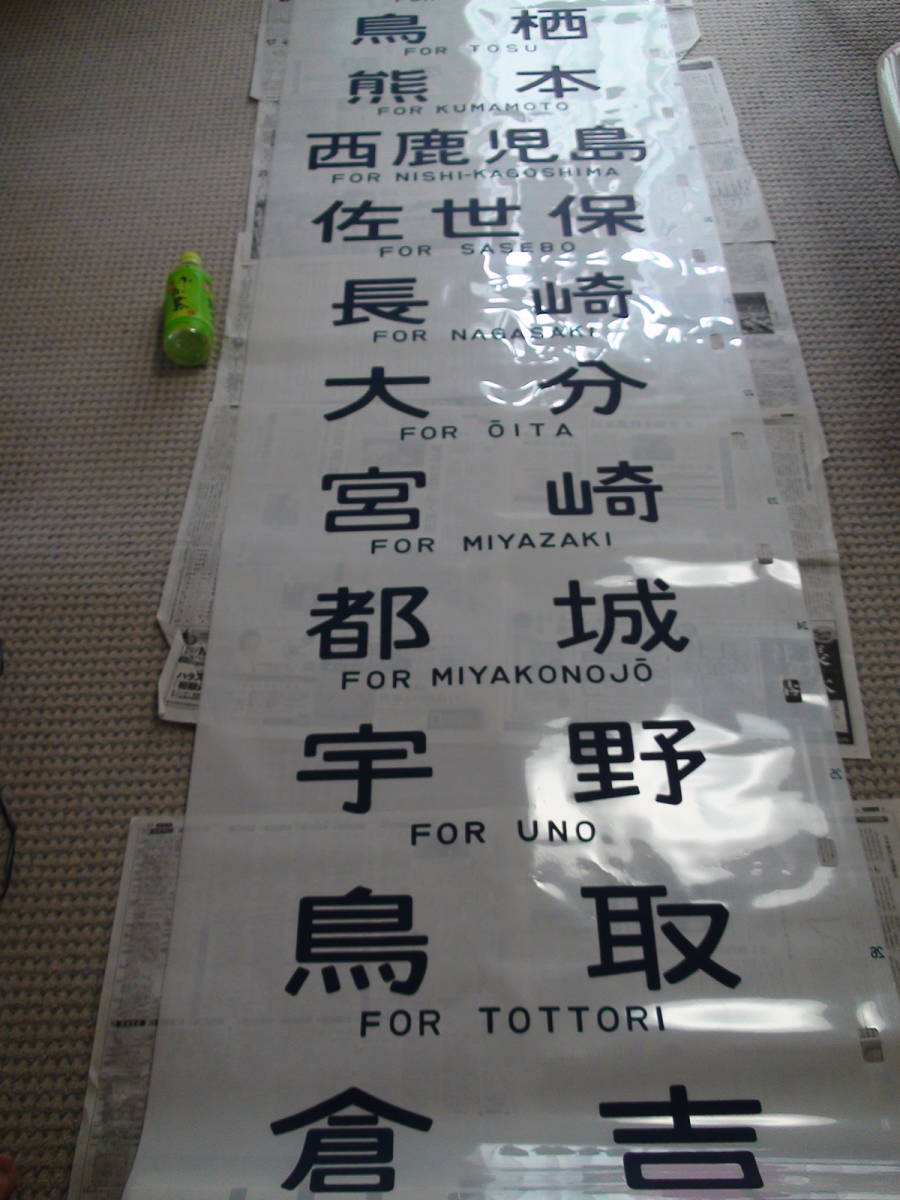 鳥栖
FOR TOSU
熊本
FOR KUMAMOTO
西鹿児島
FOR NISHI-KAGOSHIMA
佐世保
FOR SASEBO
長崎
FOR NAGASAKI
大分
FOR ŌITA
宮崎
FOR MIYAZAKI
都城
FOR MIYAKONOJŌ
宇野
FOR UNO
鳥取
FOR TOTTORI
倉吉